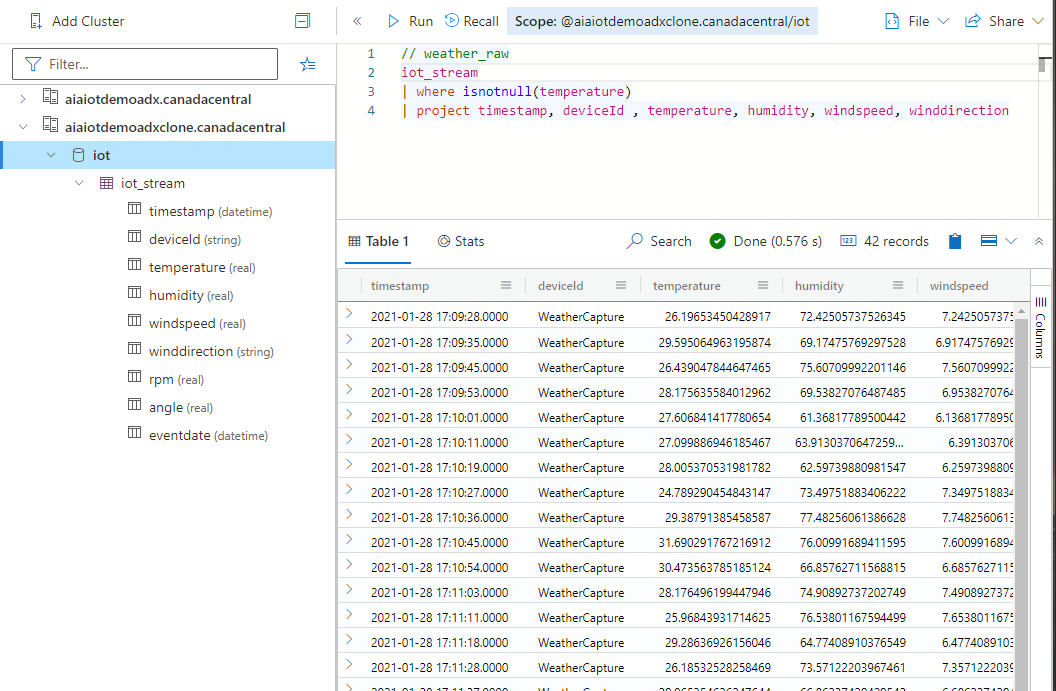 Add Cluster
Filter...
aiaiotdemoadx.canadacentral
aiaiotdemoadxclone.canadacentral
iot
iot_stream
timestamp (datetime)
deviceId (string)
temperature (real)
humidity (real)
windspeed (real)
winddirection (string)
rpm (real)
angle (real)
eventdate (datetime)
Run Recall Scope: @aiaiotdemoadxclone.canadacentral/iot File Share
1 // weather_raw
2 iot_stream
3 | where isnotnull(temperature)
4 | project timestamp, deviceId , temperature, humidity, windspeed, winddirection
Table 1 Stats Search Done (0.576 s) 123 42 records
timestamp deviceId temperature humidity windspeed
2021-01-28 17:09:28.0000 WeatherCapture 26.19653450428917 72.42505737526345 7.2425057375
2021-01-28 17:09:35.0000 WeatherCapture 29.595064963195874 69.17475769297528 6.91747576929
2021-01-28 17:09:45.0000 WeatherCapture 26.439047844647465 75.60709992201146 7.5607099922
2021-01-28 17:09:53.0000 WeatherCapture 28.175635584012962 69.53827076487485 6.9538270764
2021-01-28 17:10:01.0000 WeatherCapture 27.606841417780654 61.36817789500442 6.1368177895
2021-01-28 17:10:11.0000 WeatherCapture 27.099886946185467 63.9130370647259... 6.391303706
2021-01-28 17:10:19.0000 WeatherCapture 28.005370531981782 62.59739880981547 6.2597398809
2021-01-28 17:10:27.0000 WeatherCapture 24.789290454843147 73.49751883406222 7.3497518834
2021-01-28 17:10:36.0000 WeatherCapture 29.38791385458587 77.48256061386628 7.7482560613
2021-01-28 17:10:45.0000 WeatherCapture 31.690291767216912 76.00991689411595 7.6009916894
2021-01-28 17:10:54.0000 WeatherCapture 30.473563785185124 66.85762711568815 6.6857627115
2021-01-28 17:11:03.0000 WeatherCapture 28.176496199447946 74.90892737202749 7.4908927372
2021-01-28 17:11:11.0000 WeatherCapture 25.96843931714625 76.53801167594499 7.6538011675
2021-01-28 17:11:18.0000 WeatherCapture 29.28636926156046 64.77408910376549 6.4774089103
2021-01-28 17:11:28.0000 WeatherCapture 26.18532528258469 73.57122203967461 7.3571222039
Columns